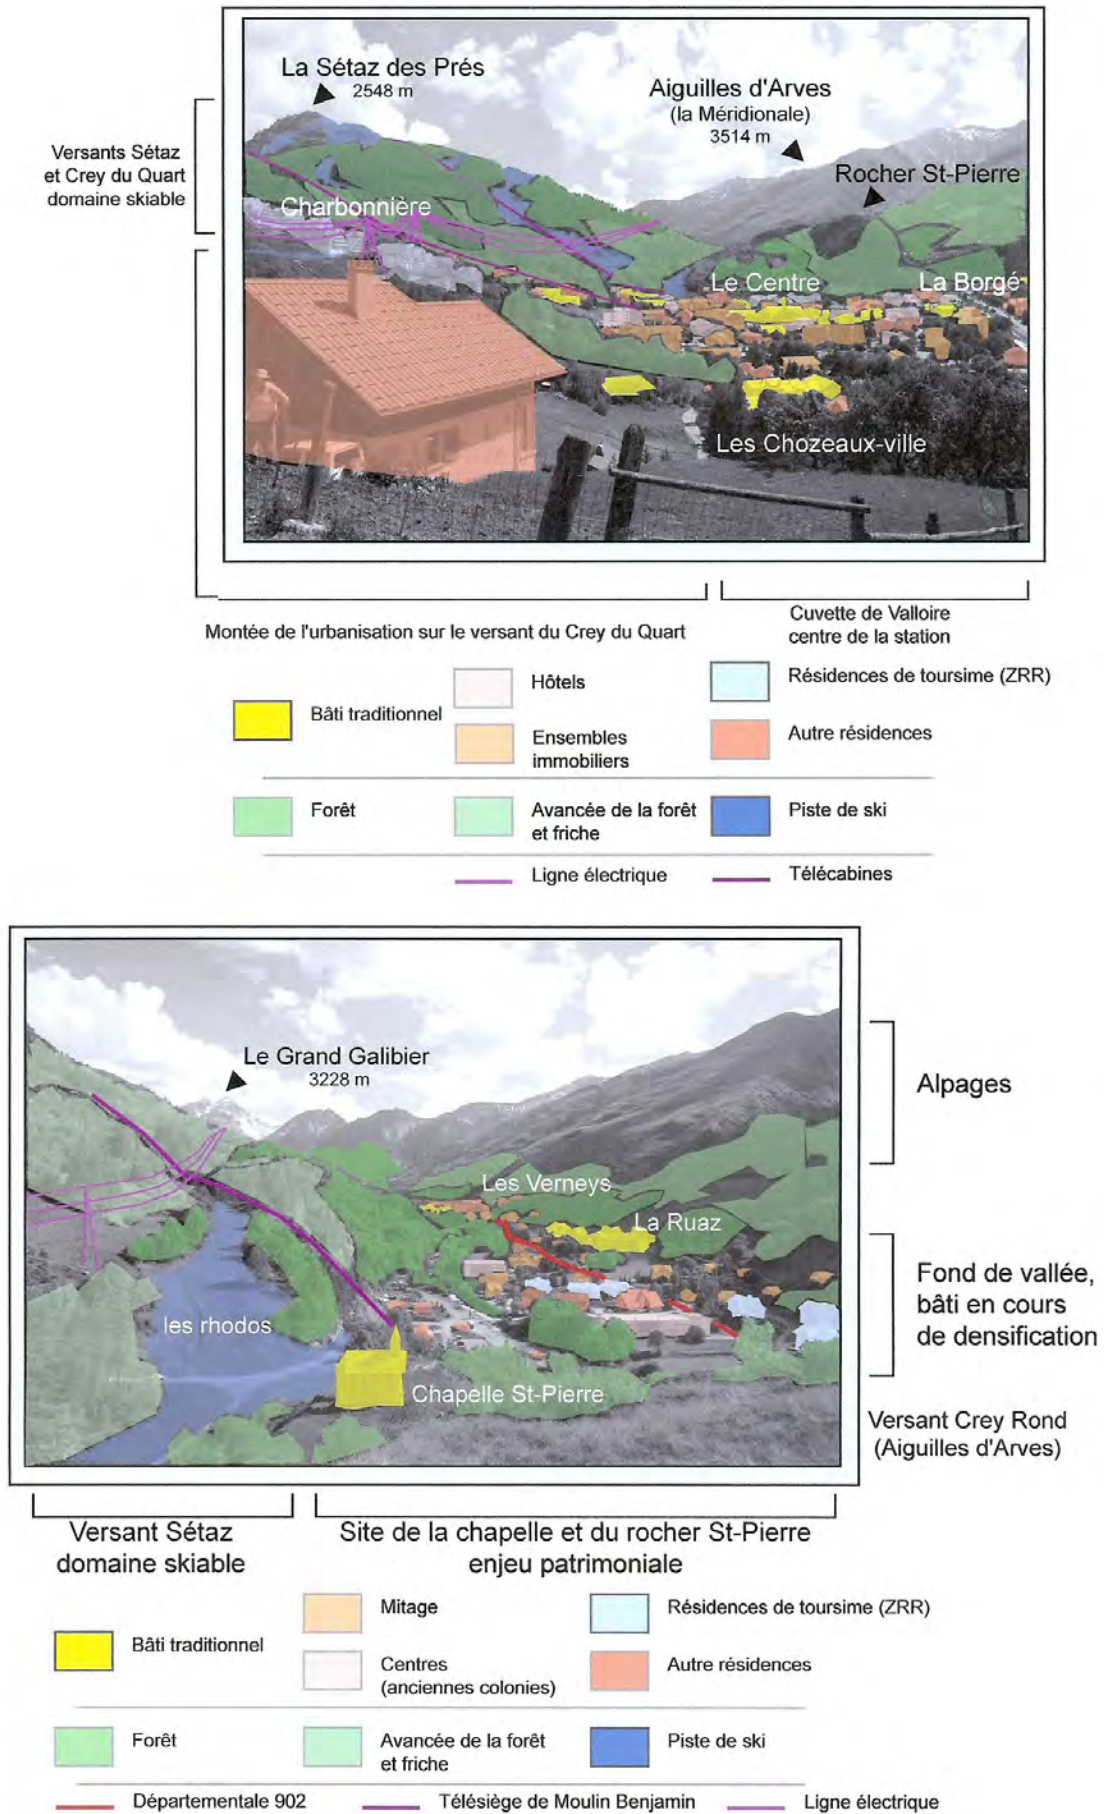 La Sétaz des Prés
2548 m
Aiguilles d'Arves
(la Méridionale)
3514 m
Rocher St-Pierre
Versants Sétaz
et Crey du Quart
domaine skiable
Charbonnière
Le Centre
La Borgé
Les Chozeaux-ville
Montée de l'urbanisation sur le versant du Crey du Quart
Cuvette de Valloire
centre de la station
Bâti traditionnel
Hôtels
Résidences de toursime (ZRR)
Ensembles
immobiliers
Autre résidences
Forêt
Avancée de la forêt
et friche
Piste de ski
Ligne électrique
Télécabines
Le Grand Galibier
3228 m
Alpages
Les Verneys
La Ruaz
Fond de vallée,
bâti en cours
de densification
les rhodos
Chapelle St-Pierre
Versant Crey Rond
(Aiguilles d'Arves)
Versant Sétaz
domaine skiable
Site de la chapelle et du rocher St-Pierre
enjeu patrimoniale
Bâti traditionnel
Mitage
Résidences de toursime (ZRR)
Centres
(anciennes colonies)
Autre résidences
Forêt
Avancée de la forêt
et friche
Piste de ski
Départementale 902
Télésiège de Moulin Benjamin
Ligne électrique